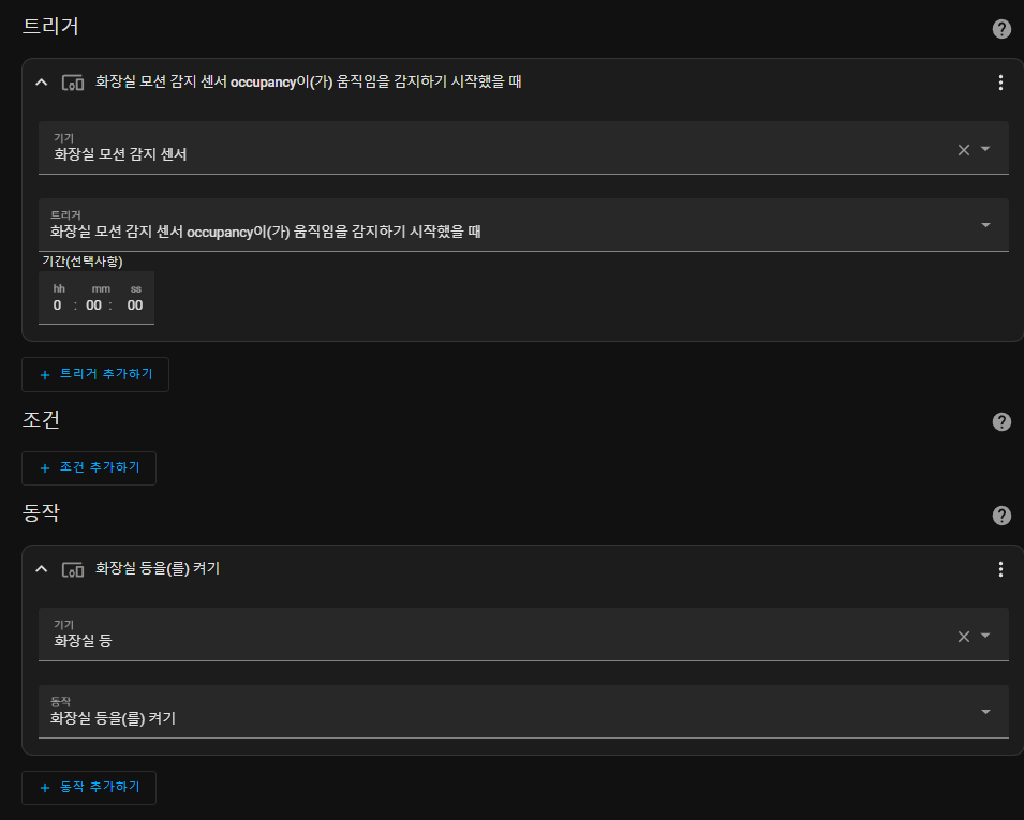 트리거
화장실 모션 감지 센서 occupancy이(가) 움직임을 감지하기 시작했을 때
기기
화장실 모션 감지 센서
트리거
화장실 모션 감지 센서 occupancy이(가) 움직임을 감지하기 시작했을 때
기간(선택사항)
hh mm ss
0 : 00 : 00
+ 트리거 추가하기
조건
+ 조건 추가하기
동작
화장실 등을(를) 켜기
기기
화장실 등
동작
화장실 등을(를) 켜기
+ 동작 추가하기